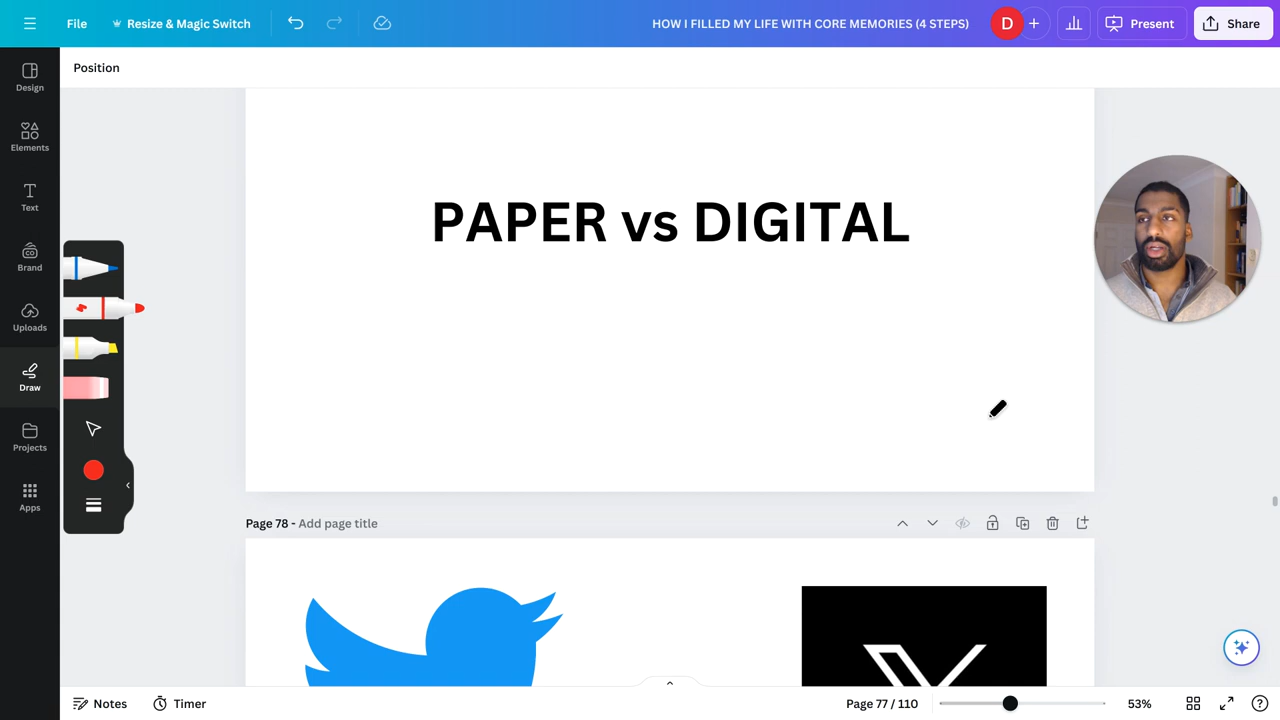 File
Resize & Magic Switch
HOW I FILLED MY LIFE WITH CORE MEMORIES (4 STEPS)
D
Present
Share
Position
Design
Elements
Text
Brand
Uploads
Draw
Projects
Apps
PAPER vs DIGITAL
Page 78 - Add page title
Notes
Timer
Page 77 / 110
53%